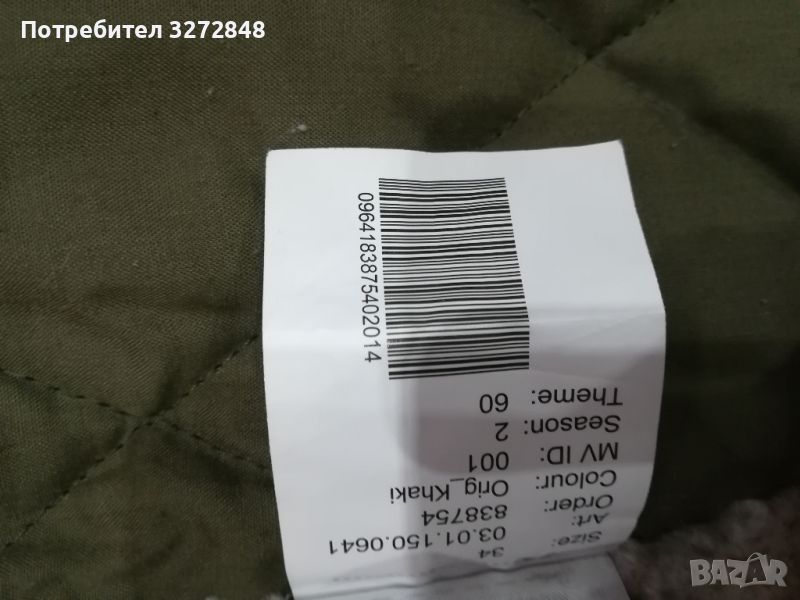 Потребител 3272848
Size: 34
Art: 03.01.150.0641
Order: 838754
Colour: Orig_Khaki
MV ID: 001
Season: 2
Theme: 60
0964183875402014
BAZAR